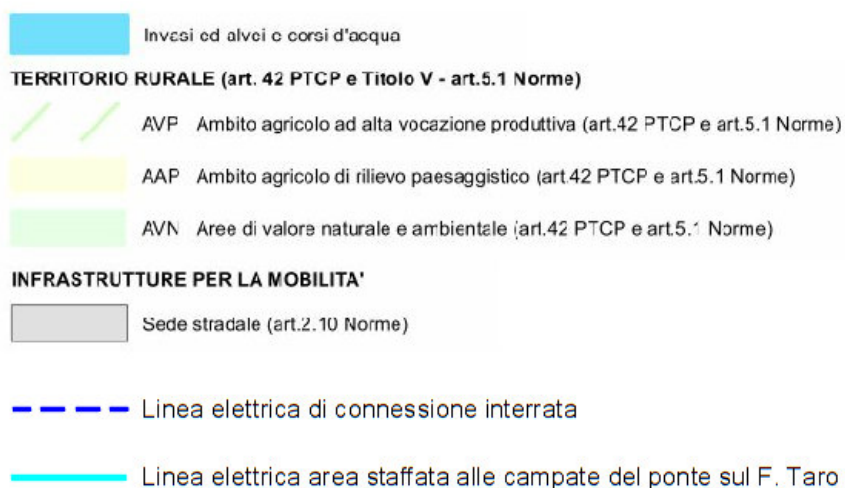 Invasi ed alvei e corsi d'acqua
TERRITORIO RURALE (art. 42 PTCP e Titolo V - art.5.1 Norme)
AVP Ambito agricolo ad alta vocazione produttiva (art.42 PTCP e art.5.1 Norme)
AAP Ambito agricolo di rilievo paesaggistico (art.42 PTCP e art.5.1 Norme)
AVN Aree di valore naturale e ambientale (art.42 PTCP e art.5.1 Norme)
INFRASTRUTTURE PER LA MOBILITA'
Sede stradale (art.2.10 Norme)
Linea elettrica di connessione interrata
Linea elettrica area staffata alle campate del ponte sul F. Taro